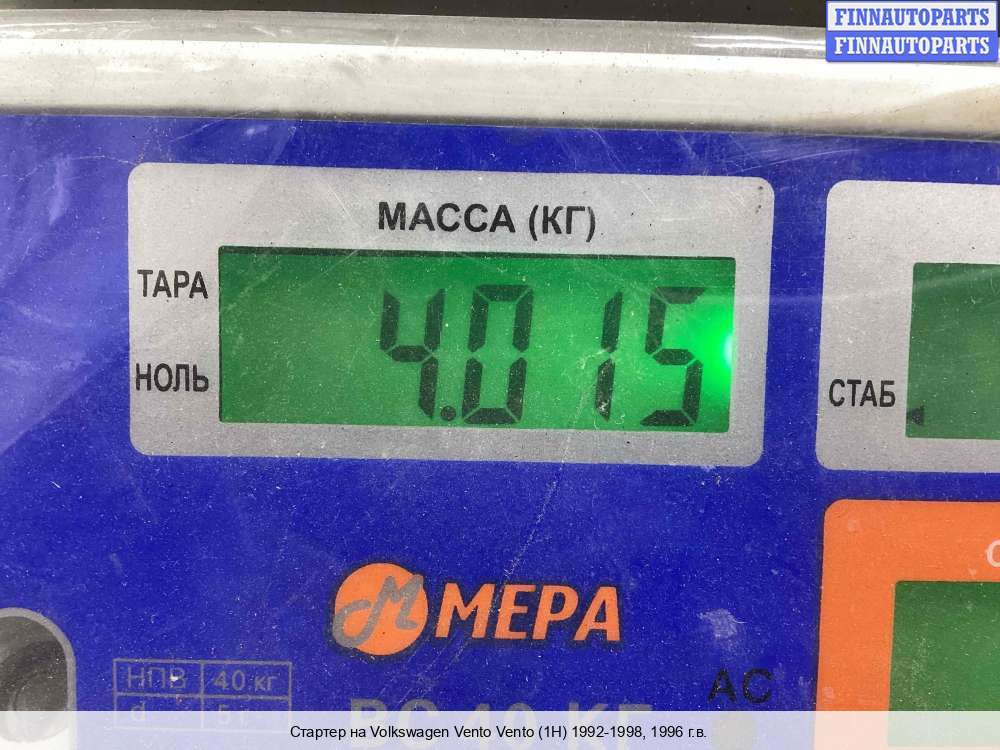 FINNAUTOPARTS
FINNAUTOPARTS
МАССА (КГ)
ТАРА
4.015
НОЛЬ
СТАБ
МЕРА
НПВ 40 кг
d 5 г
АС
Стартер на Volkswagen Vento Vento (1H) 1992-1998, 1996 г.в.